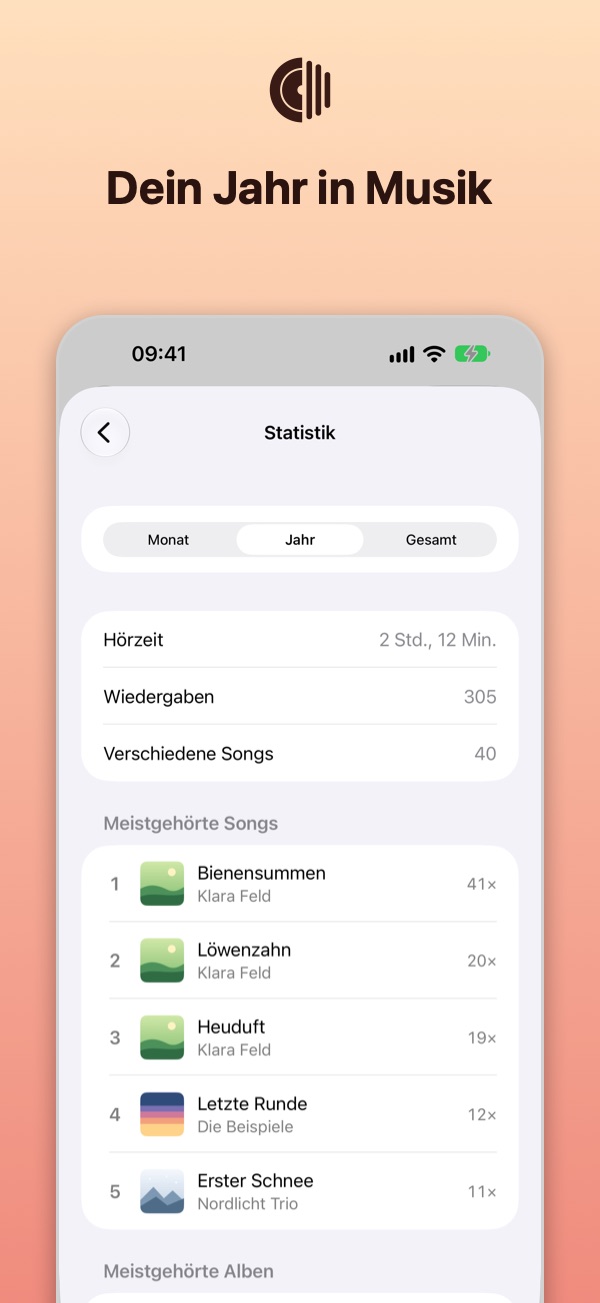 Dein Jahr in Musik
09:41
Statistik
Monat Jahr Gesamt
Hörzeit 2 Std., 12 Min.
Wiedergaben 305
Verschiedene Songs 40
Meistgehörte Songs
1 Bienensummen 41×
Klara Feld
2 Löwenzahn 20×
Klara Feld
3 Heuduft 19×
Klara Feld
4 Letzte Runde 12×
Die Beispiele
5 Erster Schnee 11×
Nordlicht Trio
Meistgehörte Alben